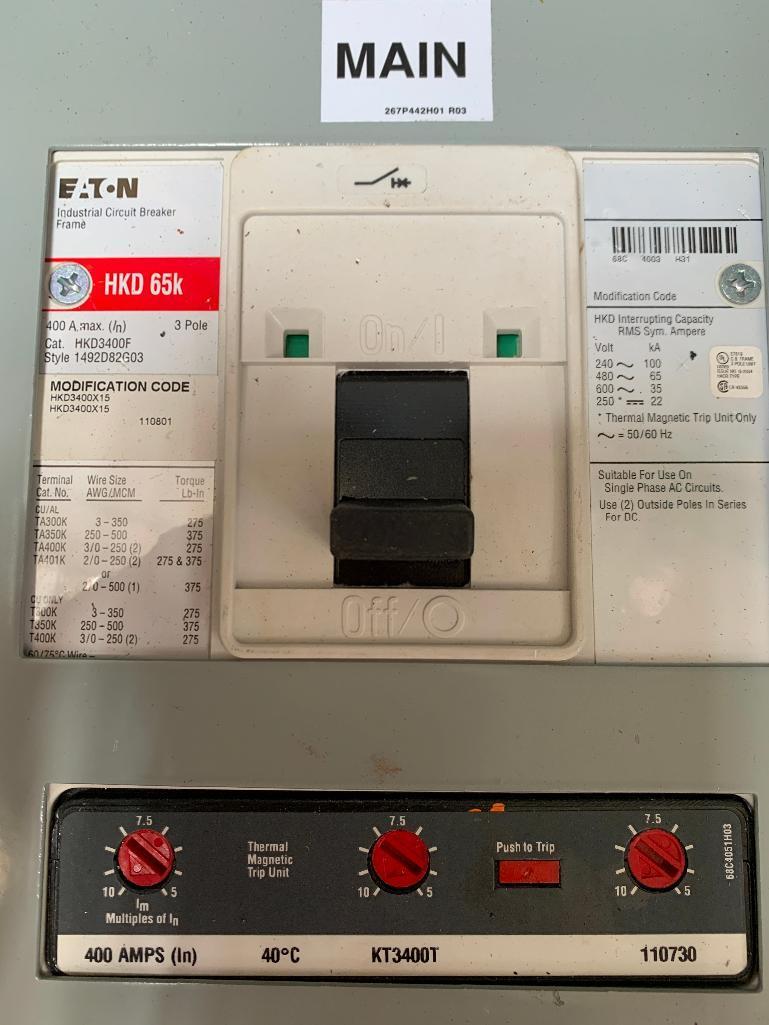 MAIN
267P442H01 R03
EATON
Industrial Circuit Breaker
Frame
HKD 65k
400 A max. (In) 3 Pole
Cat. HKD3400F
Style 1492D82G03
MODIFICATION CODE
HKD3400X15
HKD3400X15
110801
Terminal Wire Size Torque
Cat. No. AWG./MCM Lb-In
CU/AL
TA300K 3-350 275
TA350K 250-500 375
TA400K 3/0-250 (2) 275
TA401K 2/0-250 (2) 275 & 375
or
2/0-500 (1) 375
CU ONLY
T300K 3-350 275
T350K 250-500 375
T400K 3/0-250 (2) 275
60/75°C Wire –
On/I
Off/O
68C 4003 H31
Modification Code
HKD Interrupting Capacity
RMS Sym. Ampere
Volt kA
240 ~ 100
480 ~ 65
600 ~ 35
250 * ⎓ 22
* Thermal Magnetic Trip Unit Only
~ = 50/60 Hz
Suitable For Use On
Single Phase AC Circuits.
Use (2) Outside Poles In Series
For DC.
7.5 7.5 7.5
Thermal
Magnetic
Trip Unit
Push to Trip
10 5 10 5 10 5
Im
Multiples of In
68C4051H03
400 AMPS (In) 40°C KT3400T 110730